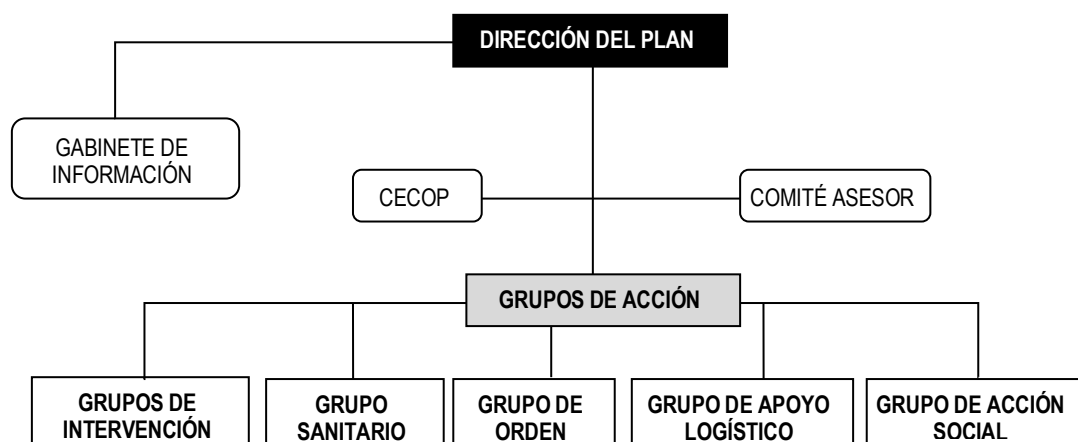 DIRECCIÓN DEL PLAN
GABINETE DE
INFORMACIÓN
CECOP
COMITÉ ASESOR
GRUPOS DE ACCIÓN
GRUPOS DE
INTERVENCIÓN
GRUPO
SANITARIO
GRUPO DE
ORDEN
GRUPO DE APOYO
LOGÍSTICO
GRUPO DE ACCIÓN
SOCIAL